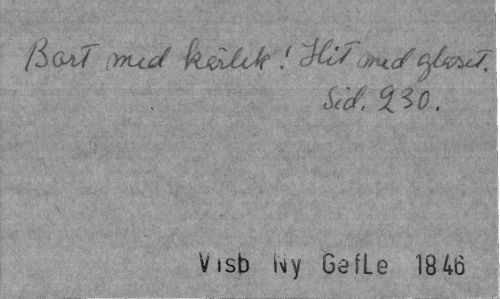 Bort med kärlek! Hit med glaset.
Sid. 230.
Visb Ny GefLe 1846